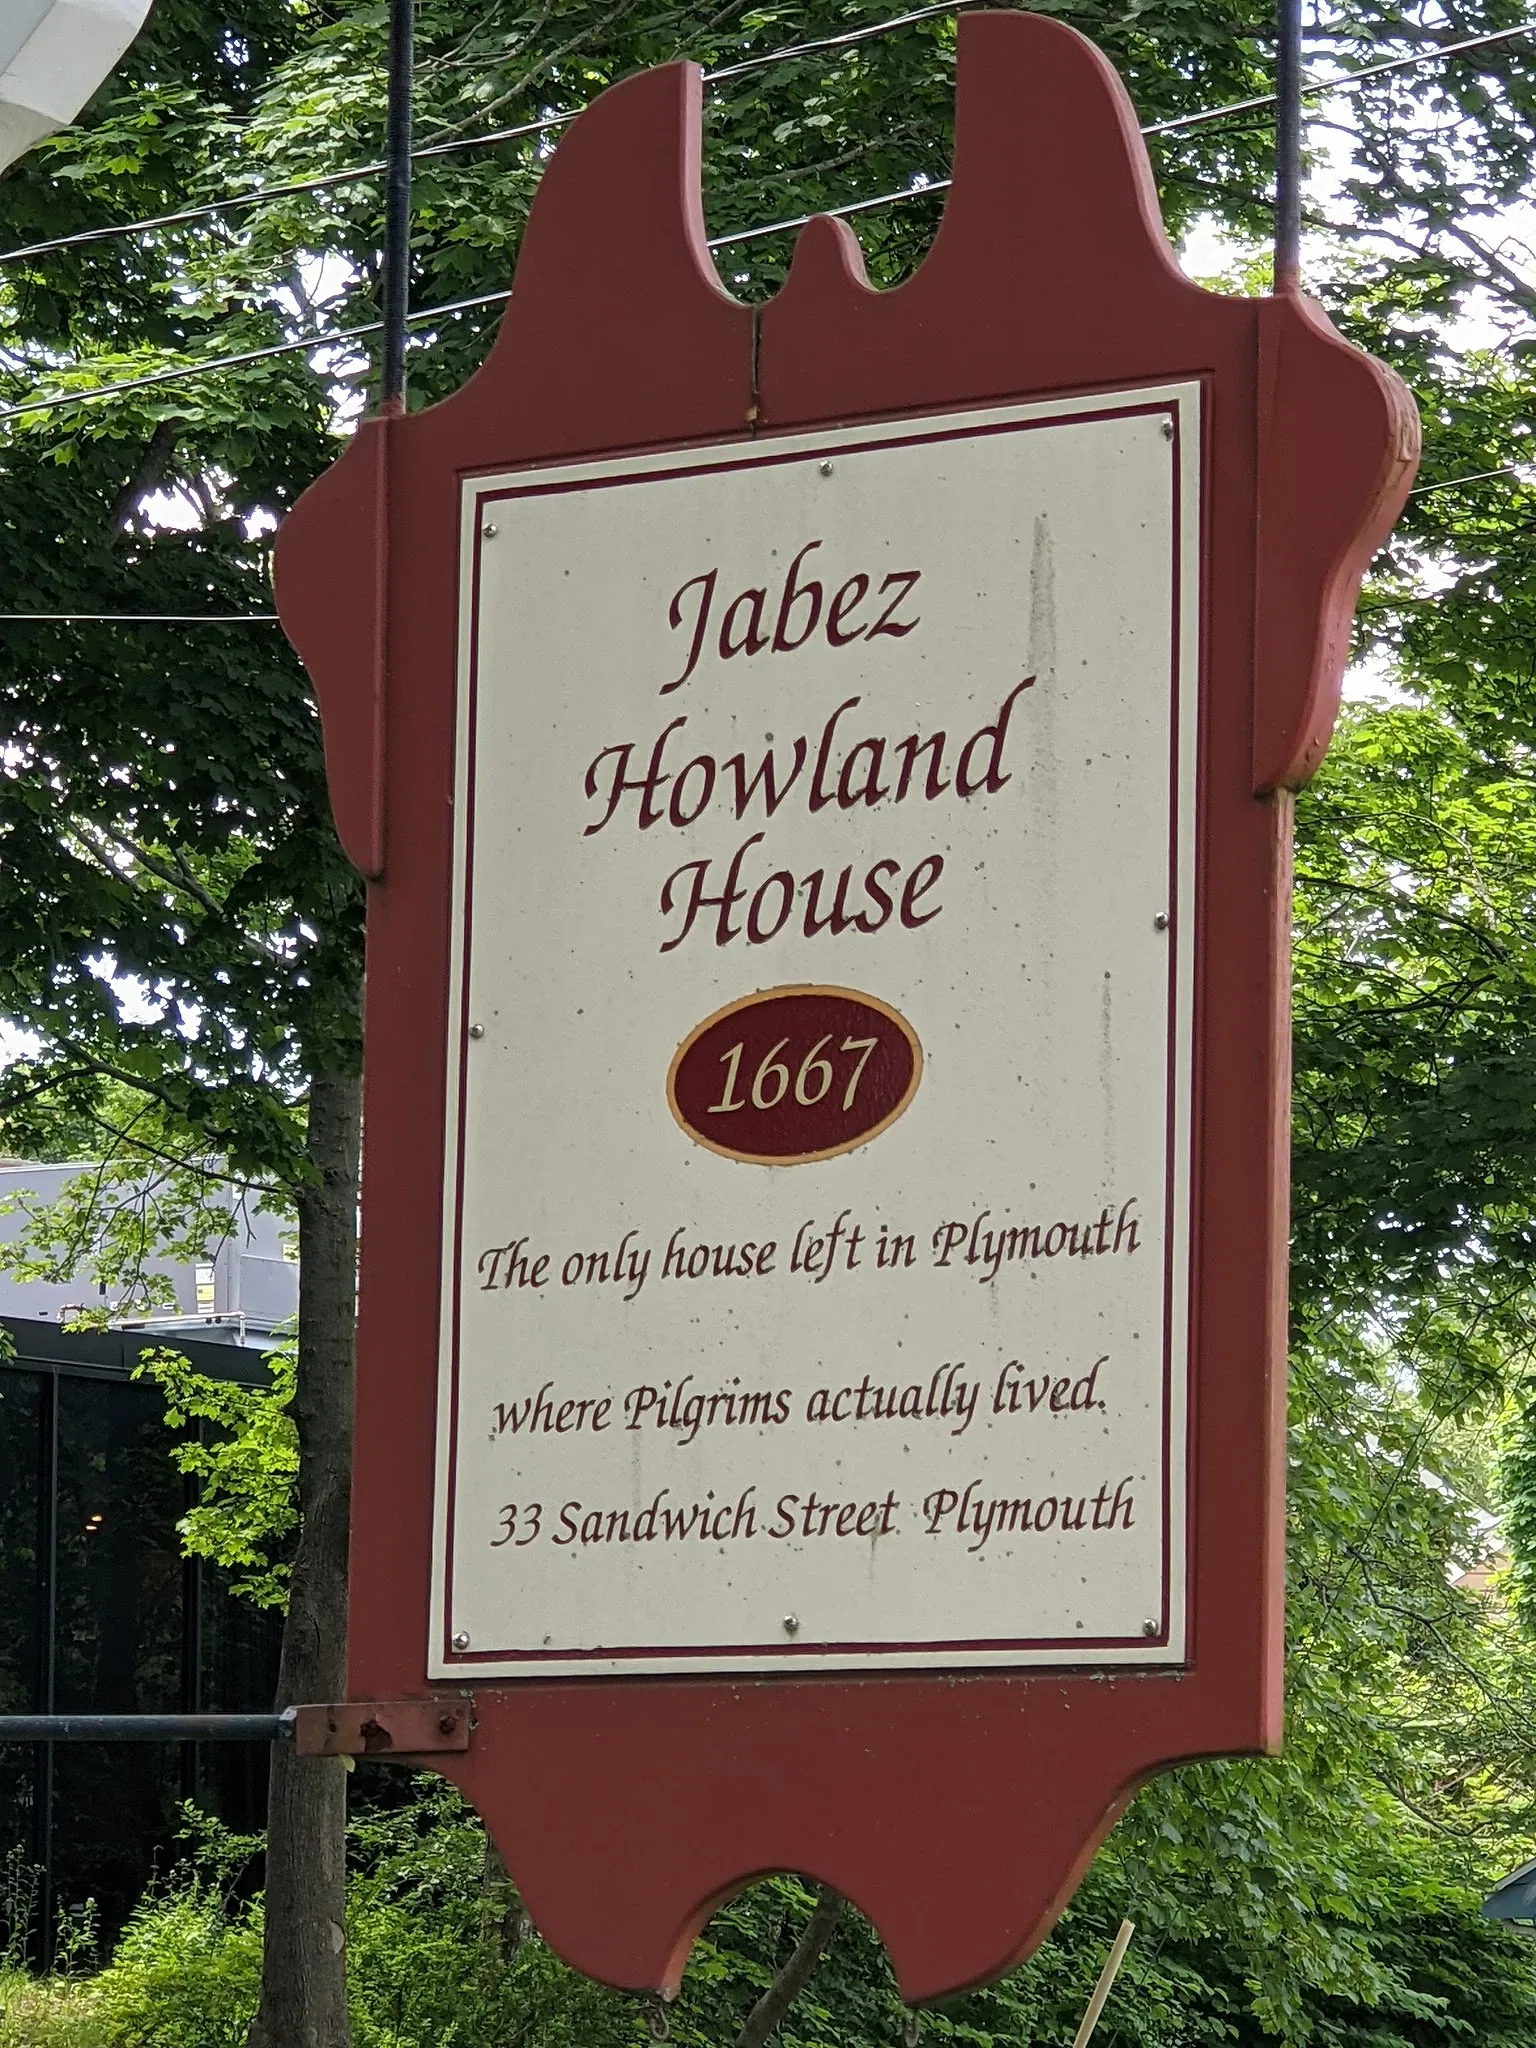 Jabez
Howland
House
1667
The only house left in Plymouth
where Pilgrims actually lived.
33 Sandwich Street Plymouth